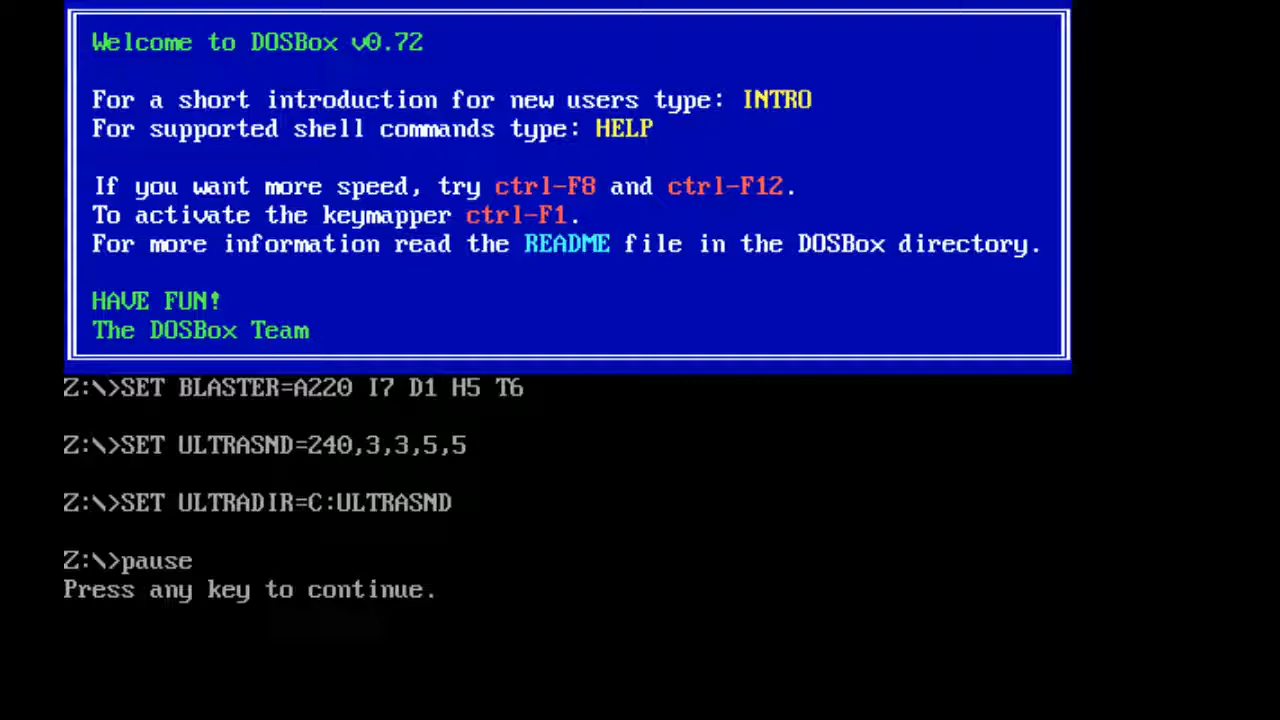 Welcome to DOSBox v0.72
For a short introduction for new users type: INTRO
For supported shell commands type: HELP
If you want more speed, try ctrl-F8 and ctrl-F12.
To activate the keymapper ctrl-F1.
For more information read the README file in the DOSBox directory.
HAVE FUN!
The DOSBox Team
Z:\>SET BLASTER=A220 I7 D1 H5 T6
Z:\>SET ULTRASND=240,3,3,5,5
Z:\>SET ULTRADIR=C:ULTRASND
Z:\>pause
Press any key to continue.